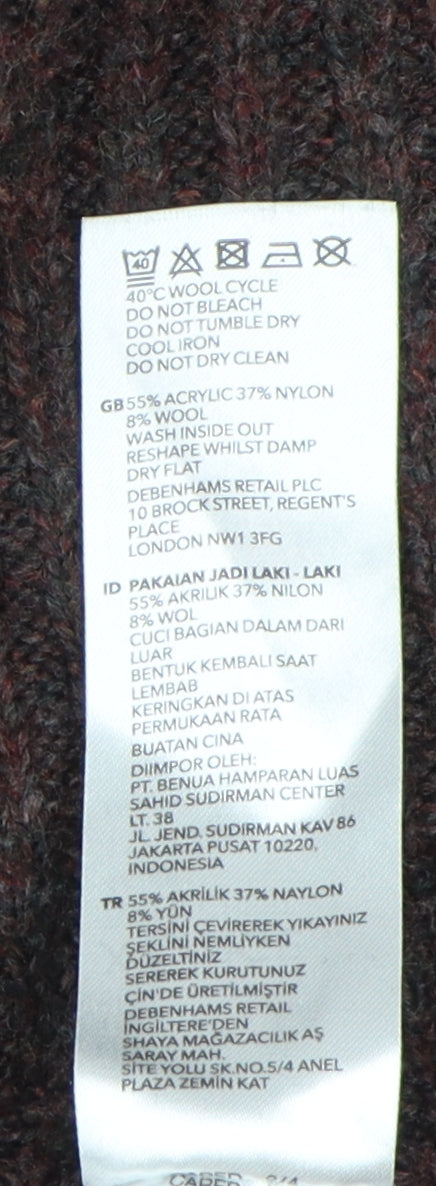 40
40°C WOOL CYCLE
DO NOT BLEACH
DO NOT TUMBLE DRY
COOL IRON
DO NOT DRY CLEAN
GB 55% ACRYLIC 37% NYLON
8% WOOL
WASH INSIDE OUT
RESHAPE WHILST DAMP
DRY FLAT
DEBENHAMS RETAIL PLC
10 BROCK STREET, REGENT'S
PLACE
LONDON NW1 3FG
ID PAKAIAN JADI LAKI - LAKI
55% AKRILIK 37% NILON
8% WOL
CUCI BAGIAN DALAM DARI
LUAR
BENTUK KEMBALI SAAT
LEMBAB
KERINGKAN DI ATAS
PERMUKAAN RATA
BUATAN CINA
DIIMPOR OLEH:
PT. BENUA HAMPARAN LUAS
SAHID SUDIRMAN CENTER
LT. 38
JL. JEND. SUDIRMAN KAV 86
JAKARTA PUSAT 10220,
INDONESIA
TR 55% AKRİLİK 37% NAYLON
8% YÜN
TERSİNİ ÇEVİREREK YIKAYINIZ
ŞEKLİNİ NEMLİYKEN
DÜZELTİNİZ
SEREREK KURUTUNUZ
ÇİN'DE ÜRETİLMİŞTİR
DEBENHAMS RETAIL
İNGİLTERE'DEN
SHAYA MAĞAZACILIK AŞ
SARAY MAH.
SİTE YOLU SK.NO.5/4 ANEL
PLAZA ZEMİN KAT